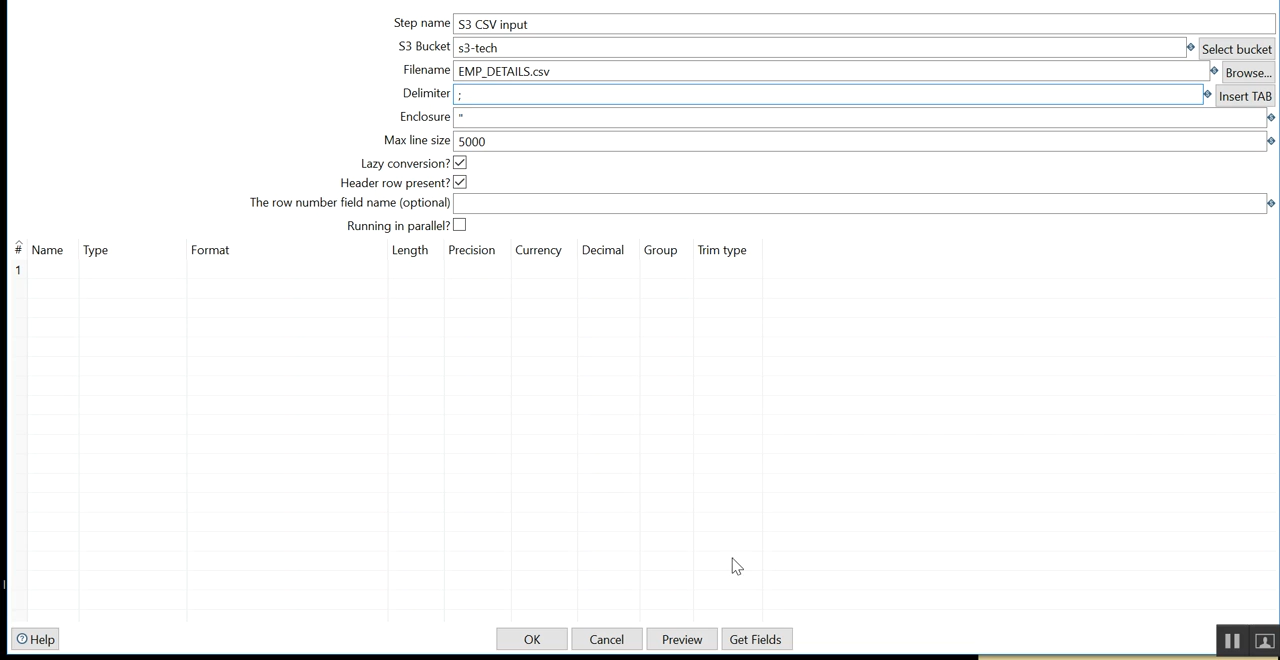 Step name S3 CSV input
S3 Bucket s3-tech Select bucket
Filename EMP_DETAILS.csv Browse...
Delimiter ; Insert TAB
Enclosure "
Max line size 5000
Lazy conversion?
Header row present?
The row number field name (optional)
Running in parallel?
# Name Type Format Length Precision Currency Decimal Group Trim type
1
Help OK Cancel Preview Get Fields